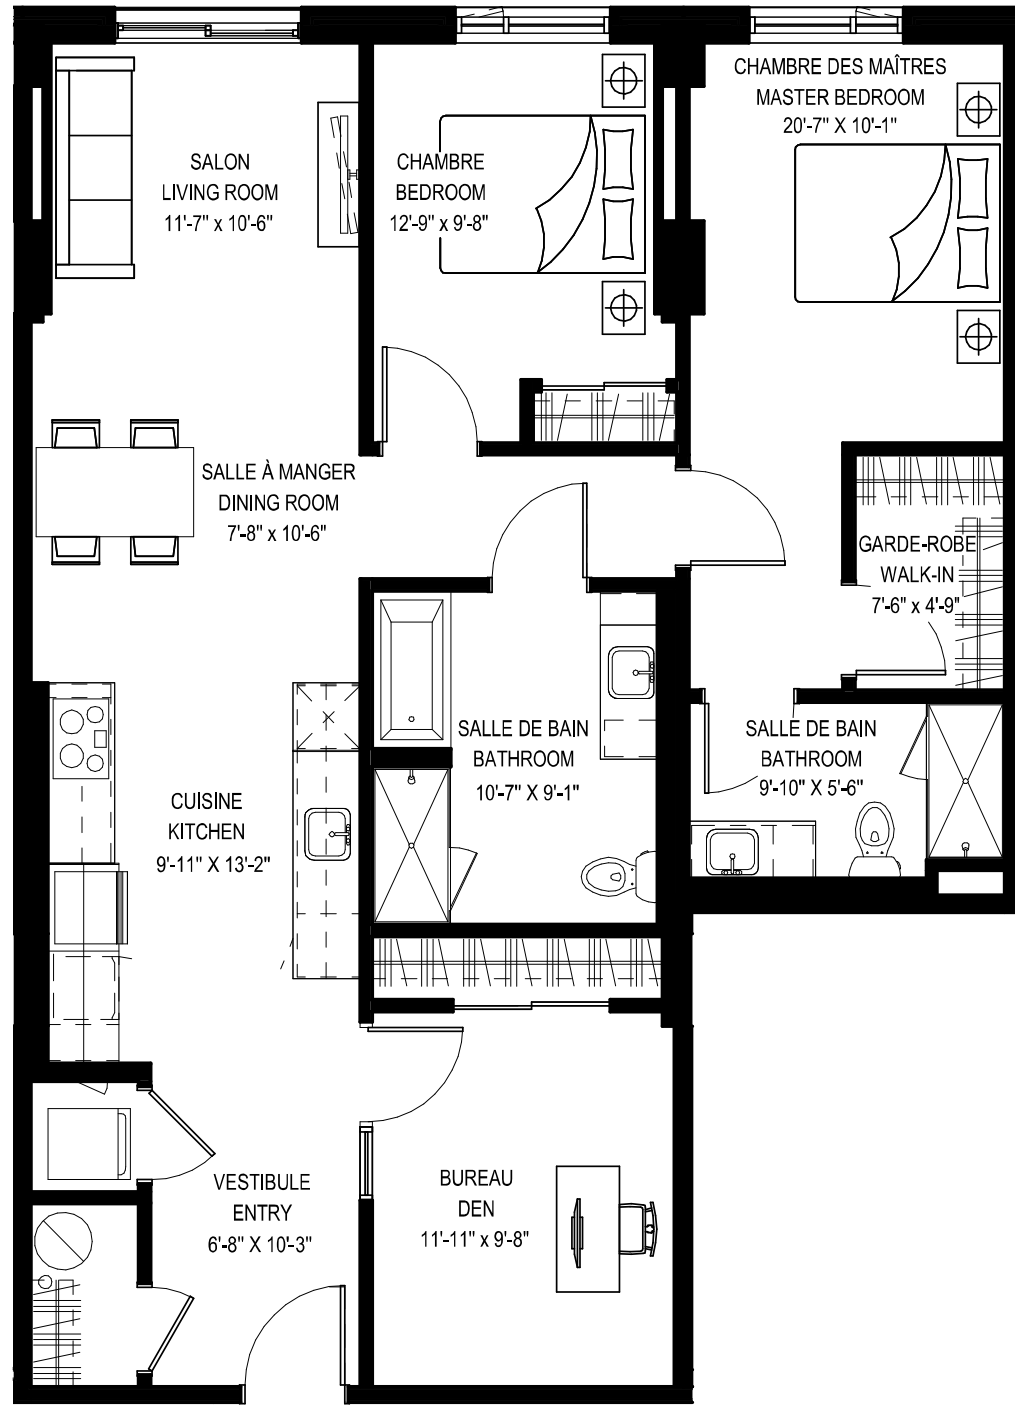 SALON
LIVING ROOM
11'-7" x 10'-6"
CHAMBRE
BEDROOM
12'-9" x 9'-8"
CHAMBRE DES MAÎTRES
MASTER BEDROOM
20'-7" X 10'-1"
SALLE À MANGER
DINING ROOM
7'-8" x 10'-6"
GARDE-ROBE
WALK-IN
7'-6" x 4'-9"
SALLE DE BAIN
BATHROOM
10'-7" X 9'-1"
SALLE DE BAIN
BATHROOM
9'-10" X 5'-6"
CUISINE
KITCHEN
9'-11" X 13'-2"
VESTIBULE
ENTRY
6'-8" X 10'-3"
BUREAU
DEN
11'-11" x 9'-8"